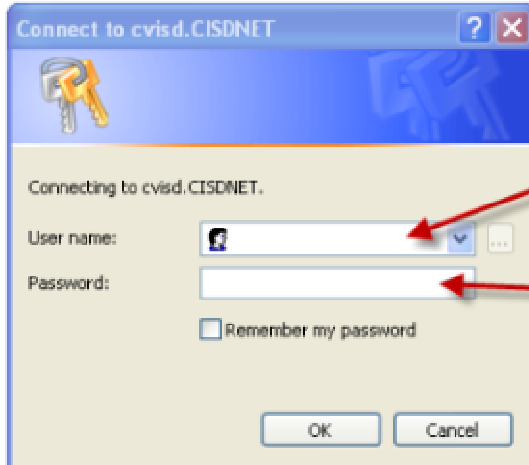 Connect to cvisd.CISDNET
Connecting to cvisd.CISDNET.
User name:
Password:
Remember my password
OK Cancel